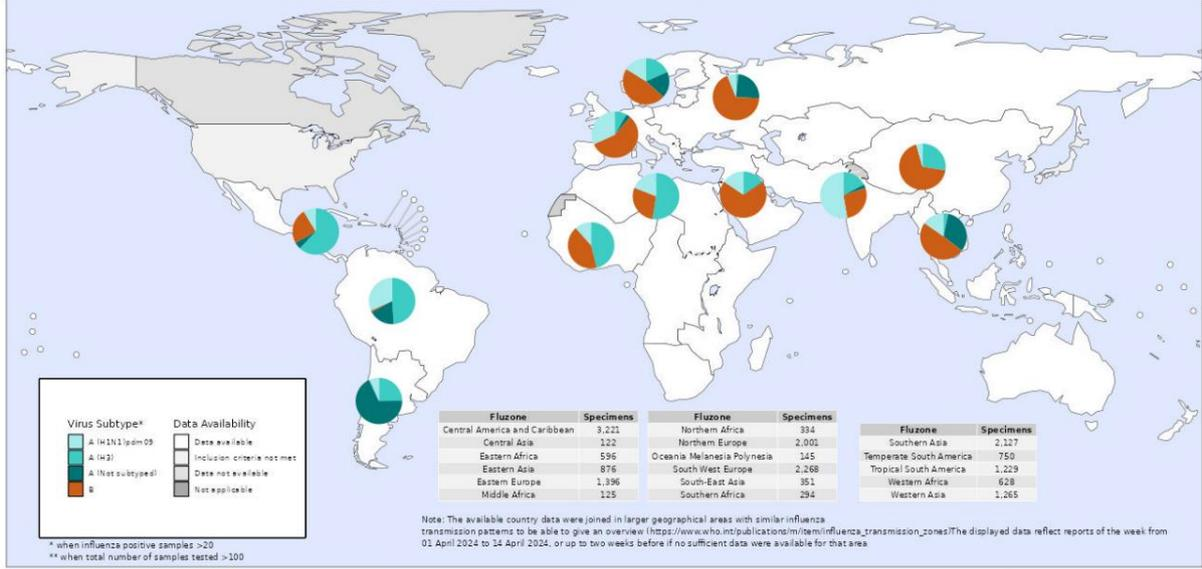 Virus Subtype*
A (H1N1)pdm09
A (H3)
A (Not subtyped)
B
Data Availability
Data available
Inclusion criteria not met
Data not available
Not applicable
* when influenza positive samples >20
** when total number of samples tested >100
Fluzone Specimens
Central America and Caribbean 3,221
Central Asia 122
Eastern Africa 596
Eastern Asia 876
Eastern Europe 1,396
Middle Africa 125
Fluzone Specimens
Northern Africa 334
Northern Europe 2,001
Oceania Melanesia Polynesia 145
South West Europe 2,268
South-East Asia 351
Southern Africa 294
Fluzone Specimens
Southern Asia 2,127
Temperate South America 750
Tropical South America 1,229
Western Africa 628
Western Asia 1,265
Note: The available country data were joined in larger geographical areas with similar influenza
transmission patterns to be able to give an overview (https://www.who.int/publications/m/item/influenza_transmission_zones)The displayed data reflect reports of the week from
01 April 2024 to 14 April 2024, or up to two weeks before if no sufficient data were available for that area